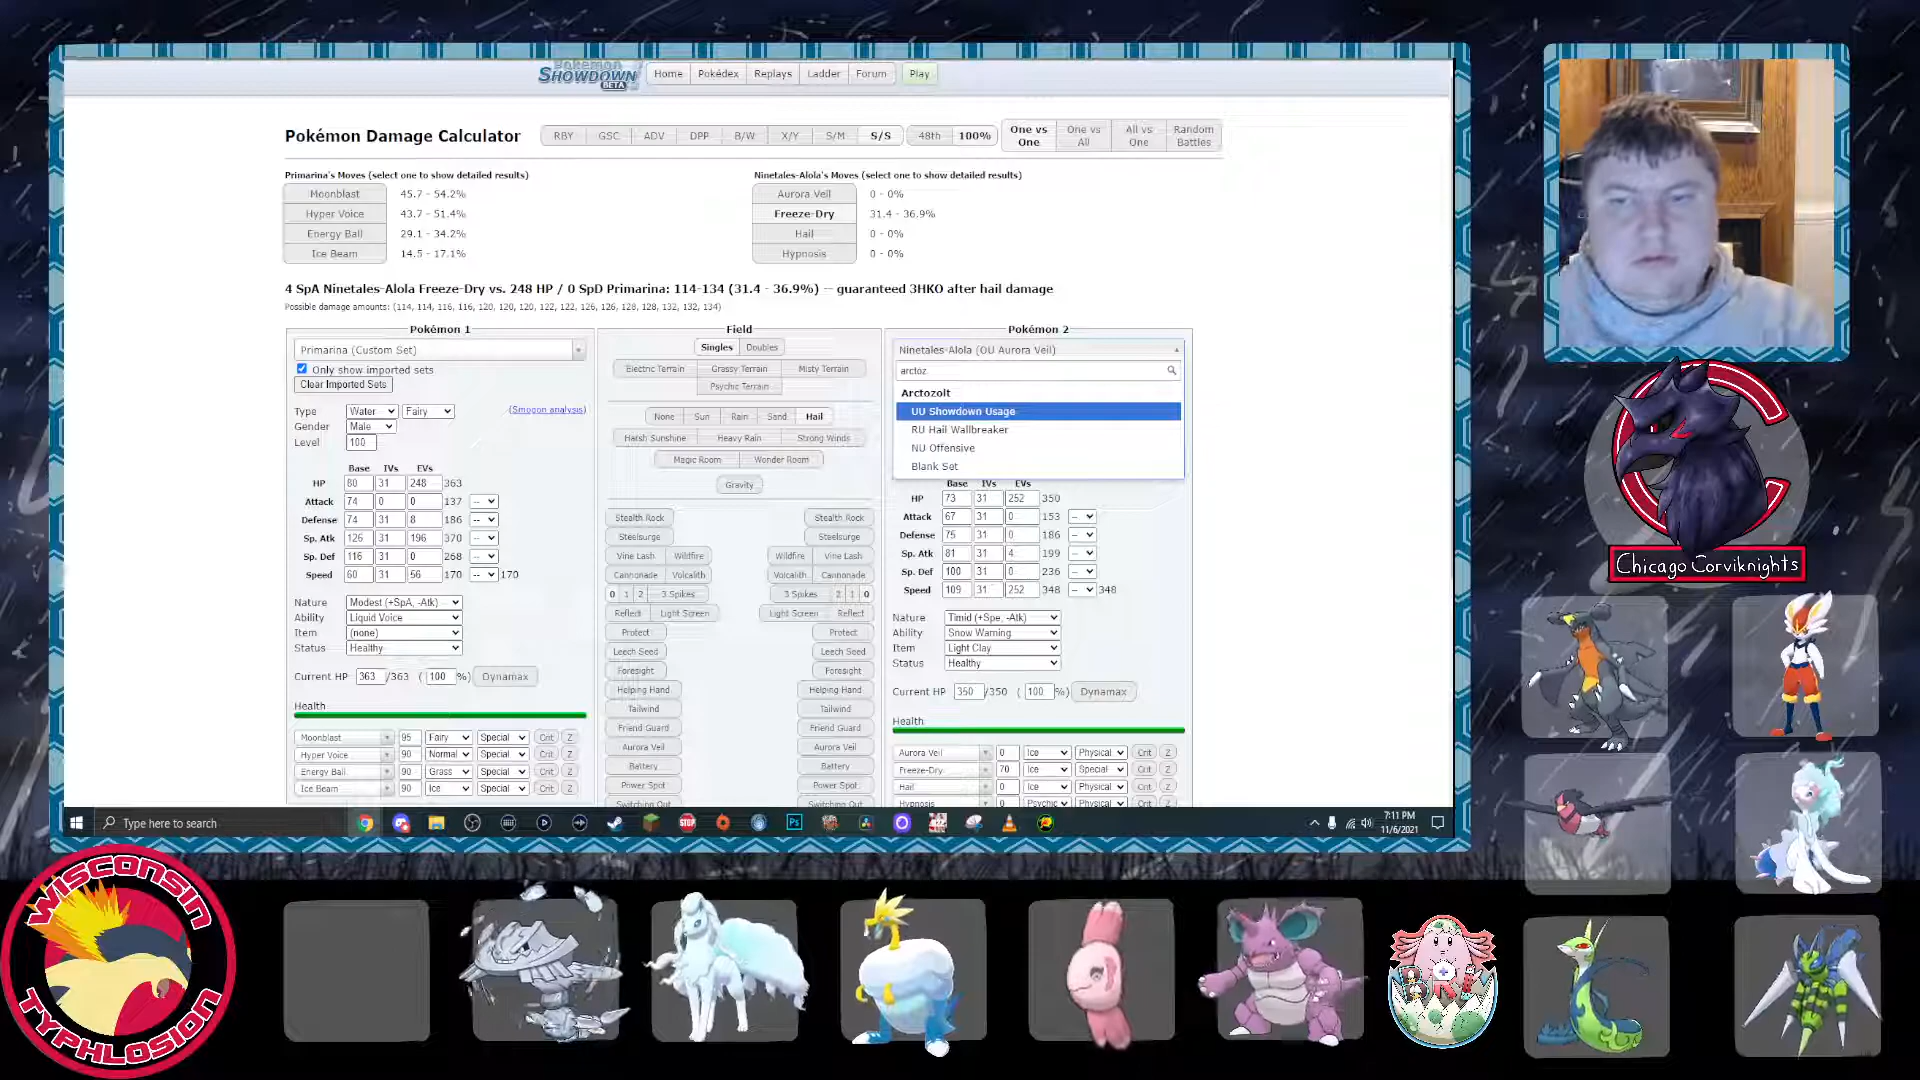 Pokémon
SHOWDOWN
BETA
Home
Pokédex
Replays
Ladder
Forum
Play
Pokémon Damage Calculator
RBY
GSC
ADV
DPP
B/W
X/Y
S/M
S/S
48th
100%
One vs One
One vs All
All vs One
Random Battles
Primarina's Moves (select one to show detailed results)
Moonblast 45.7 - 54.2%
Hyper Voice 43.7 - 51.4%
Energy Ball 29.1 - 34.2%
Ice Beam 14.5 - 17.1%
Ninetales-Alola's Moves (select one to show detailed results)
Aurora Veil 0 - 0%
Freeze-Dry 31.4 - 36.9%
Hail 0 - 0%
Hypnosis 0 - 0%
4 SpA Ninetales-Alola Freeze-Dry vs. 248 HP / 0 SpD Primarina: 114-134 (31.4 - 36.9%) -- guaranteed 3HKO after hail damage
Possible damage amounts: (114, 114, 116, 116, 120, 120, 120, 122, 122, 126, 126, 128, 128, 132, 132, 134)
Pokémon 1
Primarina (Custom Set)
Only show imported sets
Clear Imported Sets
Type Water Fairy (Smogon analysis)
Gender Male
Level 100
Base IVs EVs
HP 80 31 248 363
Attack 74 0 0 137 --
Defense 74 31 8 186 --
Sp. Atk 126 31 196 370 --
Sp. Def 116 31 0 268 --
Speed 60 31 56 170 -- 170
Nature Modest (+SpA, -Atk)
Ability Liquid Voice
Item (none)
Status Healthy
Current HP 363 /363 ( 100 %) Dynamax
Health
Moonblast 95 Fairy Special Crit Z
Hyper Voice 90 Normal Special Crit Z
Energy Ball 90 Grass Special Crit Z
Ice Beam 90 Ice Special Crit Z
Field
Singles Doubles
Electric Terrain Grassy Terrain Misty Terrain
Psychic Terrain
None Sun Rain Sand Hail
Harsh Sunshine Heavy Rain Strong Winds
Magic Room Wonder Room
Gravity
Stealth Rock Stealth Rock
Steelsurge Steelsurge
Vine Lash Wildfire Wildfire Vine Lash
Cannonade Volcalith Volcalith Cannonade
0 1 2 3 Spikes 3 Spikes 2 1 0
Reflect Light Screen Light Screen Reflect
Protect Protect
Leech Seed Leech Seed
Foresight Foresight
Helping Hand Helping Hand
Tailwind Tailwind
Friend Guard Friend Guard
Aurora Veil Aurora Veil
Battery Battery
Power Spot Power Spot
Switching Out Switching Out
Pokémon 2
Ninetales-Alola (OU Aurora Veil)
arctoz
Arctozolt
UU Showdown Usage
RU Hail Wallbreaker
NU Offensive
Blank Set
Base IVs EVs
HP 73 31 252 350
Attack 67 31 0 153 --
Defense 75 31 0 186 --
Sp. Atk 81 31 4 199 --
Sp. Def 100 31 0 236 --
Speed 109 31 252 348 -- 348
Nature Timid (+Spe, -Atk)
Ability Snow Warning
Item Light Clay
Status Healthy
Current HP 350 /350 ( 100 %) Dynamax
Health
Aurora Veil 0 Ice Physical Crit Z
Freeze-Dry 70 Ice Special Crit Z
Hail 0 Ice Physical Crit Z
Hypnosis 0 Psychic Physical Crit Z
Type here to search
STOP
Ps
7:11 PM
11/6/2021
Chicago Corviknights
WISCONSIN
TYPHLOSION